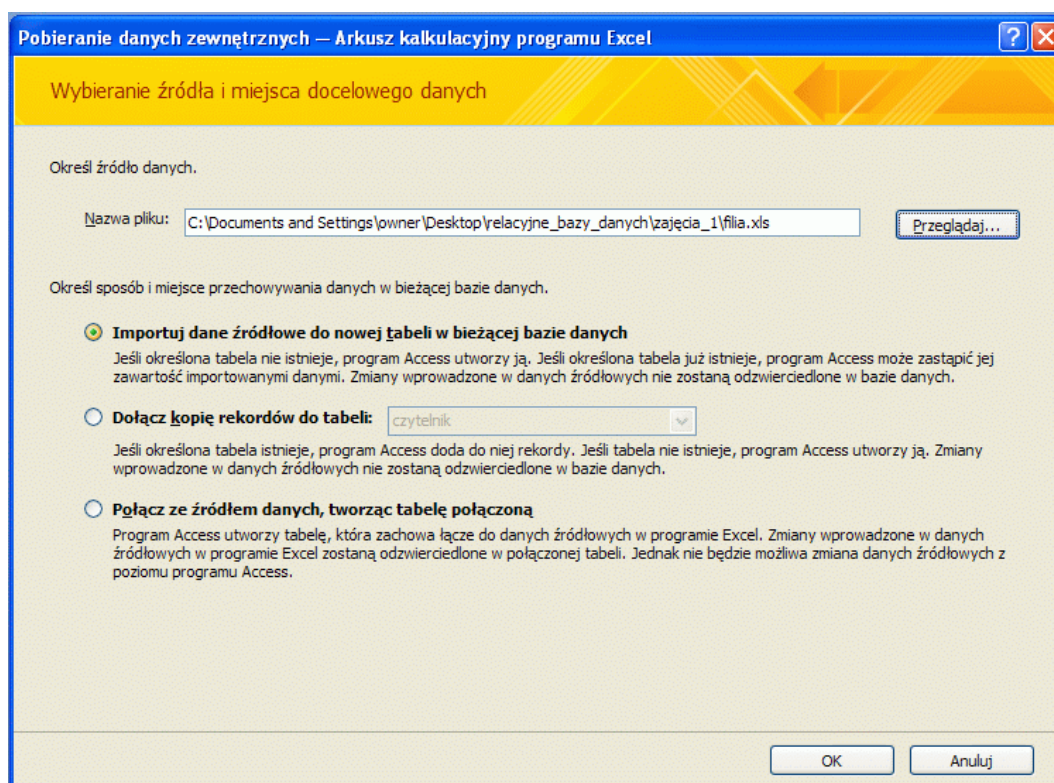 Pobieranie danych zewnętrznych — Arkusz kalkulacyjny programu Excel
Wybieranie źródła i miejsca docelowego danych
Określ źródło danych.
Nazwa pliku: C:\Documents and Settings\owner\Desktop\relacyjne_bazy_danych\zajęcia_1\filia.xls Przeglądaj...
Określ sposób i miejsce przechowywania danych w bieżącej bazie danych.
Importuj dane źródłowe do nowej tabeli w bieżącej bazie danych
Jeśli określona tabela nie istnieje, program Access utworzy ją. Jeśli określona tabela już istnieje, program Access może zastąpić jej
zawartość importowanymi danymi. Zmiany wprowadzone w danych źródłowych nie zostaną odzwierciedlone w bazie danych.
Dołącz kopię rekordów do tabeli: czytelnik
Jeśli określona tabela istnieje, program Access doda do niej rekordy. Jeśli tabela nie istnieje, program Access utworzy ją. Zmiany
wprowadzone w danych źródłowych nie zostaną odzwierciedlone w bazie danych.
Połącz ze źródłem danych, tworząc tabelę połączoną
Program Access utworzy tabelę, która zachowa łącze do danych źródłowych w programie Excel. Zmiany wprowadzone w danych
źródłowych w programie Excel zostaną odzwierciedlone w połączonej tabeli. Jednak nie będzie możliwa zmiana danych źródłowych z
poziomu programu Access.
OK Anuluj